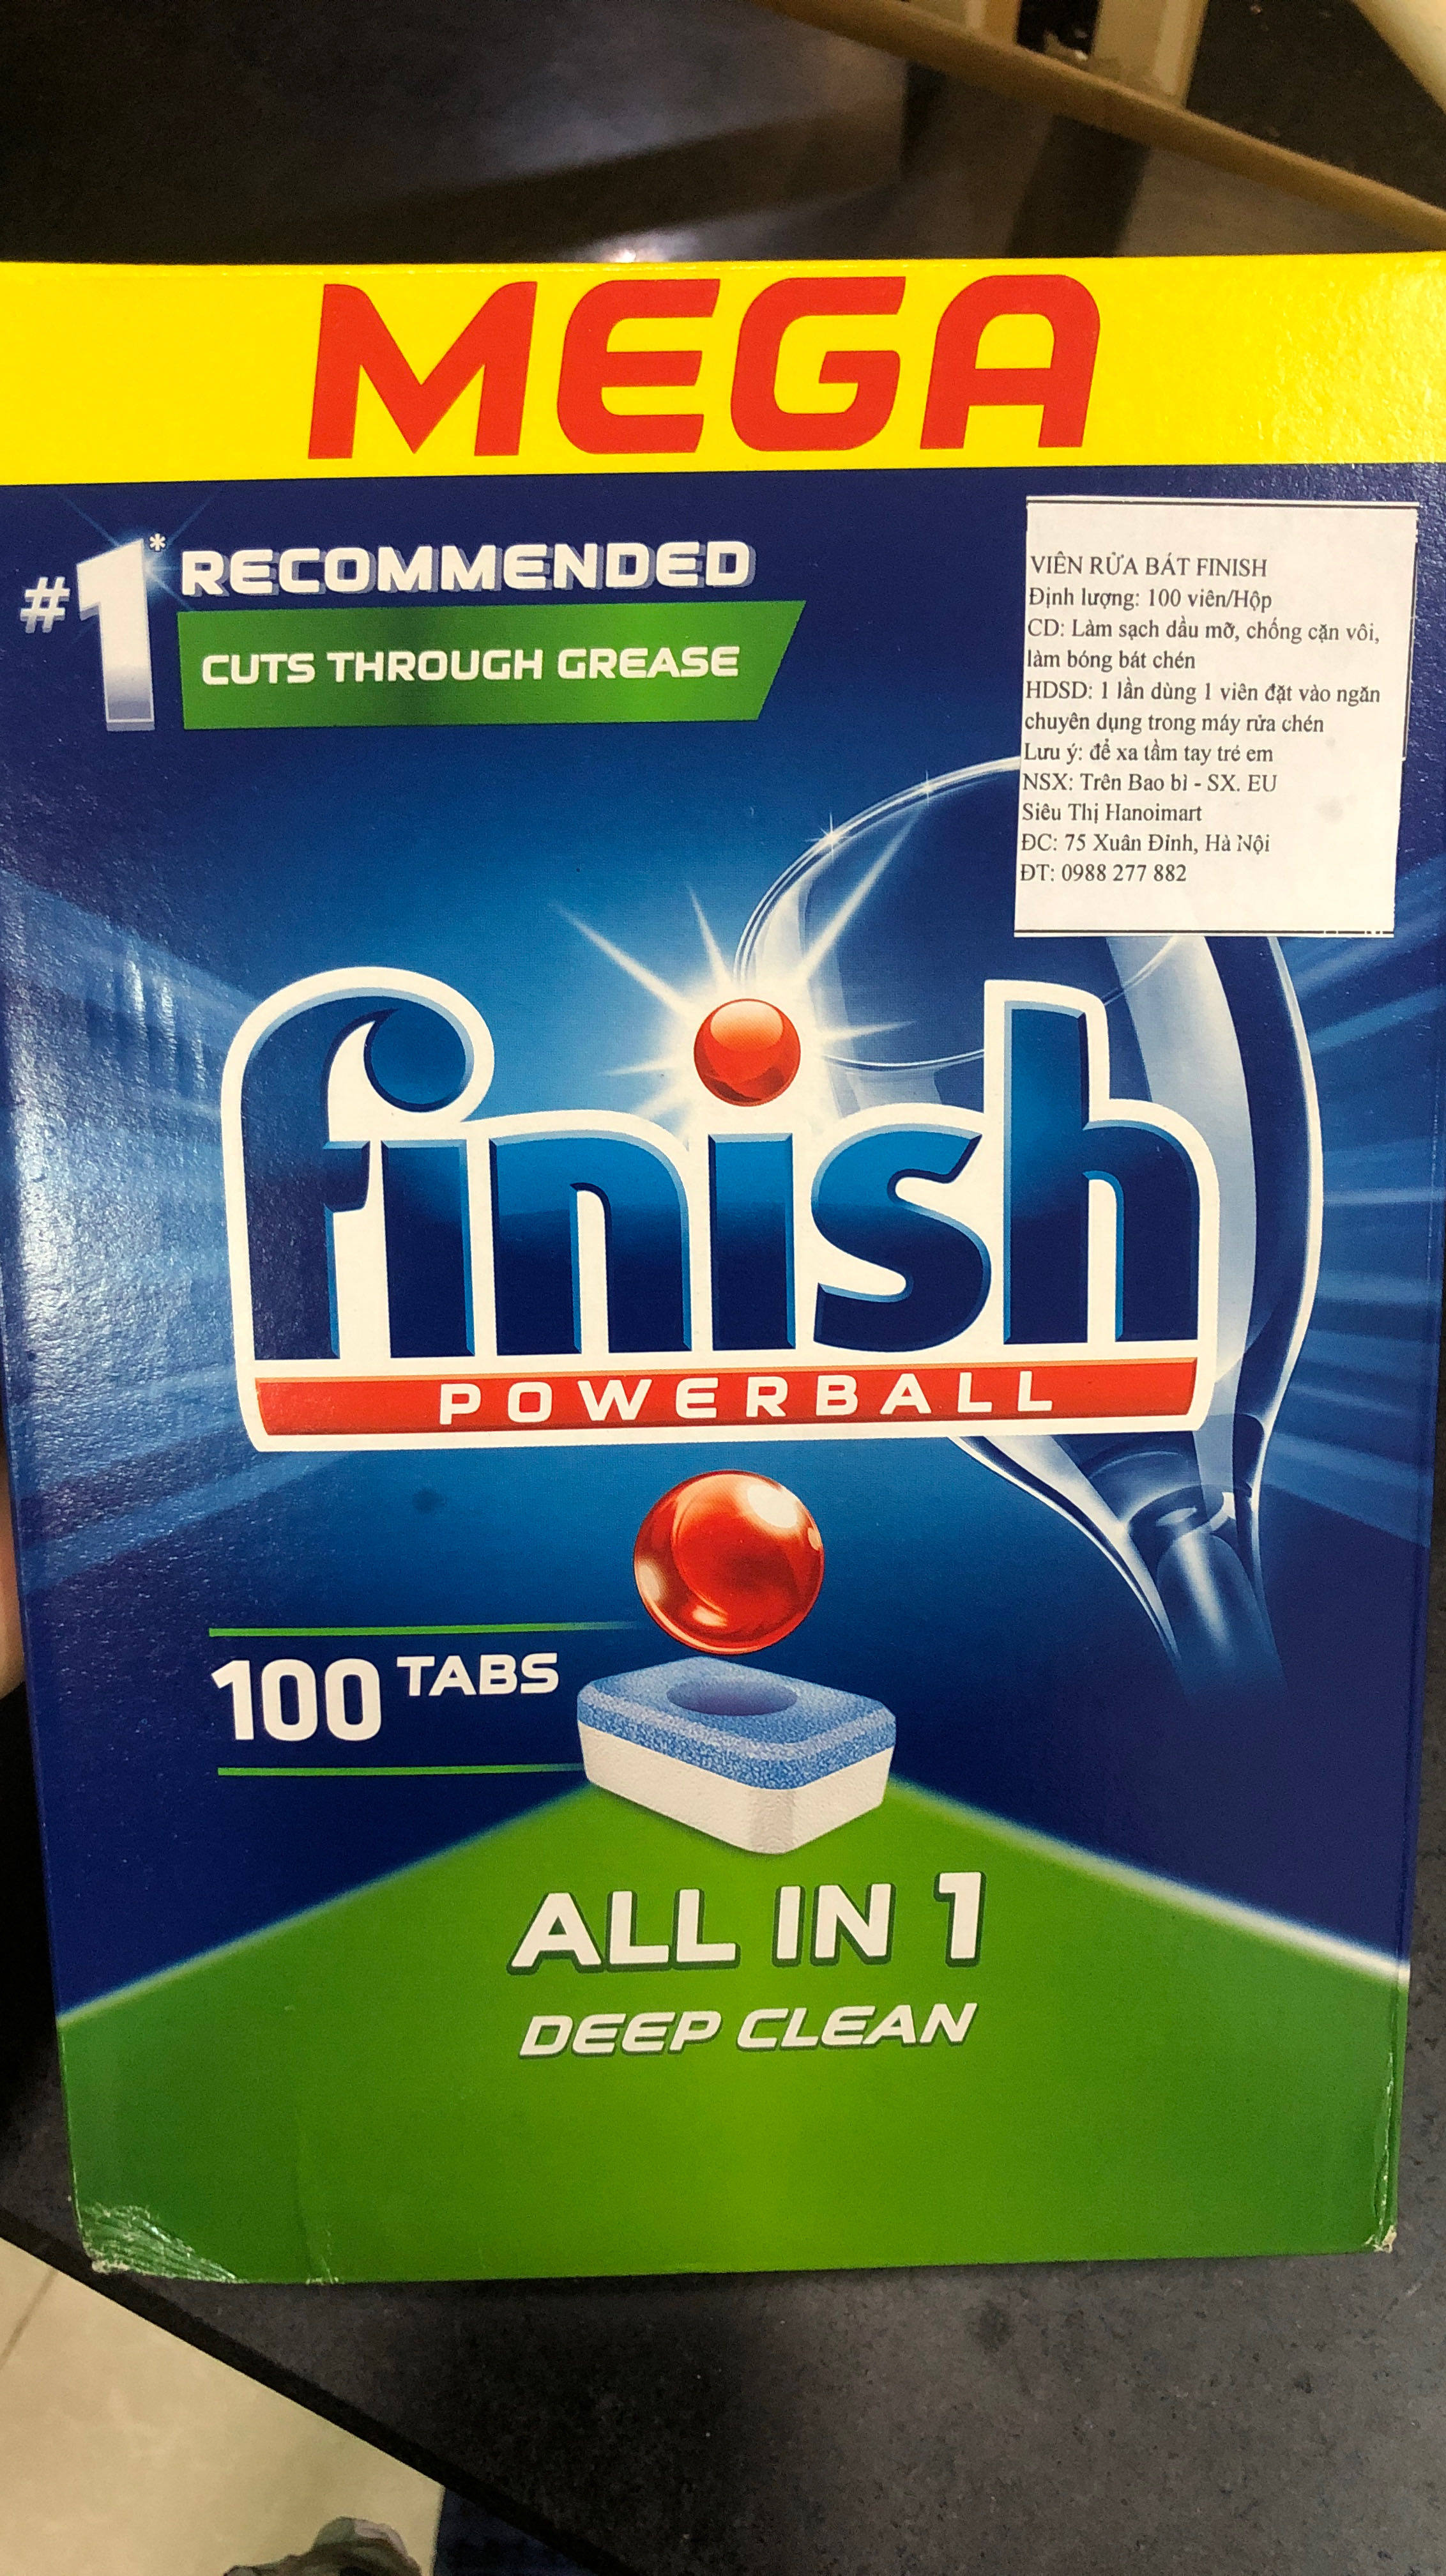 MEGA
#1* RECOMMENDED
CUTS THROUGH GREASE
VIÊN RỬA BÁT FINISH
Định lượng: 100 viên/Hộp
CD: Làm sạch dầu mỡ, chống cặn vôi,
làm bóng bát chén
HDSD: 1 lần dùng 1 viên đặt vào ngăn
chuyên dụng trong máy rửa chén
Lưu ý: để xa tầm tay trẻ em
NSX: Trên Bao bì - SX. EU
Siêu Thị Hanoimart
ĐC: 75 Xuân Đỉnh, Hà Nội
ĐT: 0988 277 882
finish
POWERBALL
100 TABS
ALL IN 1
DEEP CLEAN